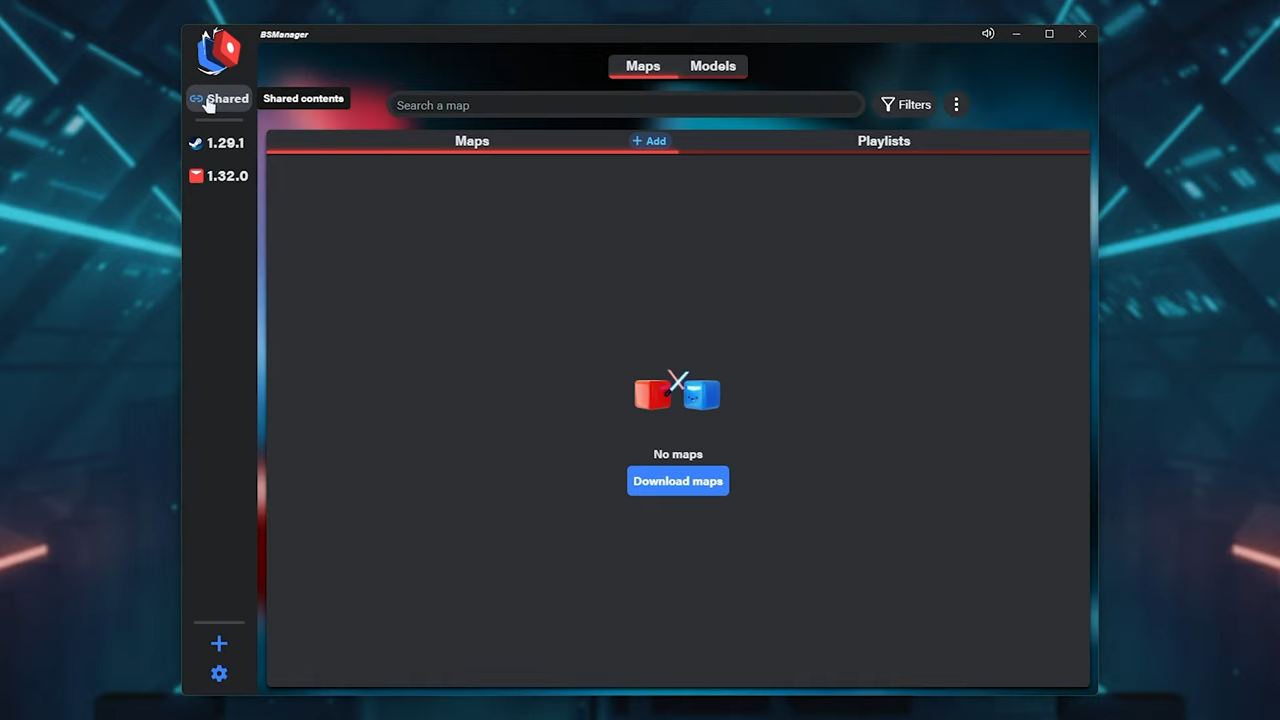 BSManager
Maps
Models
Shared
Shared contents
Search a map
Filters
Maps
+ Add
Playlists
1.29.1
1.32.0
No maps
Download maps